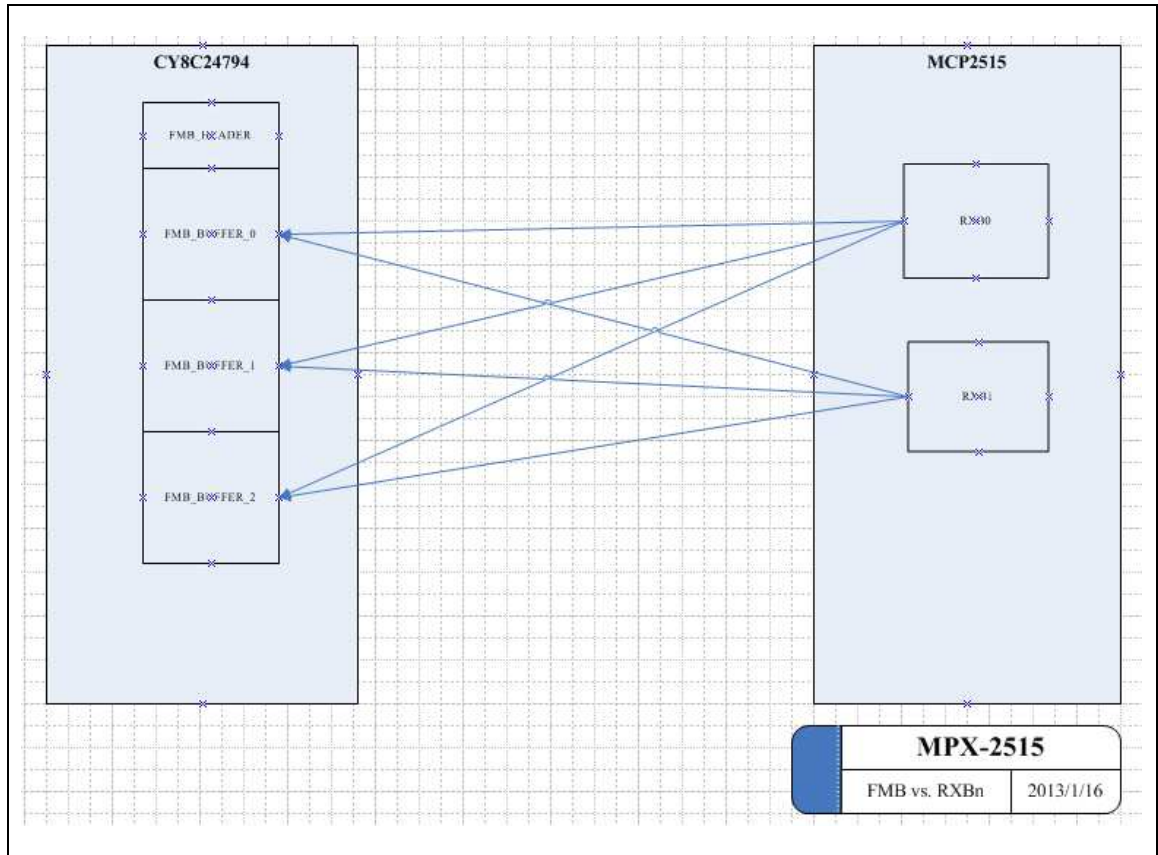 CY8C24794
MCP2515
FMB_HEADER
FMB_BUFFER_0
FMB_BUFFER_1
FMB_BUFFER_2
RXB0
RXB1
MPX-2515
FMB vs. RXBn
2013/1/16